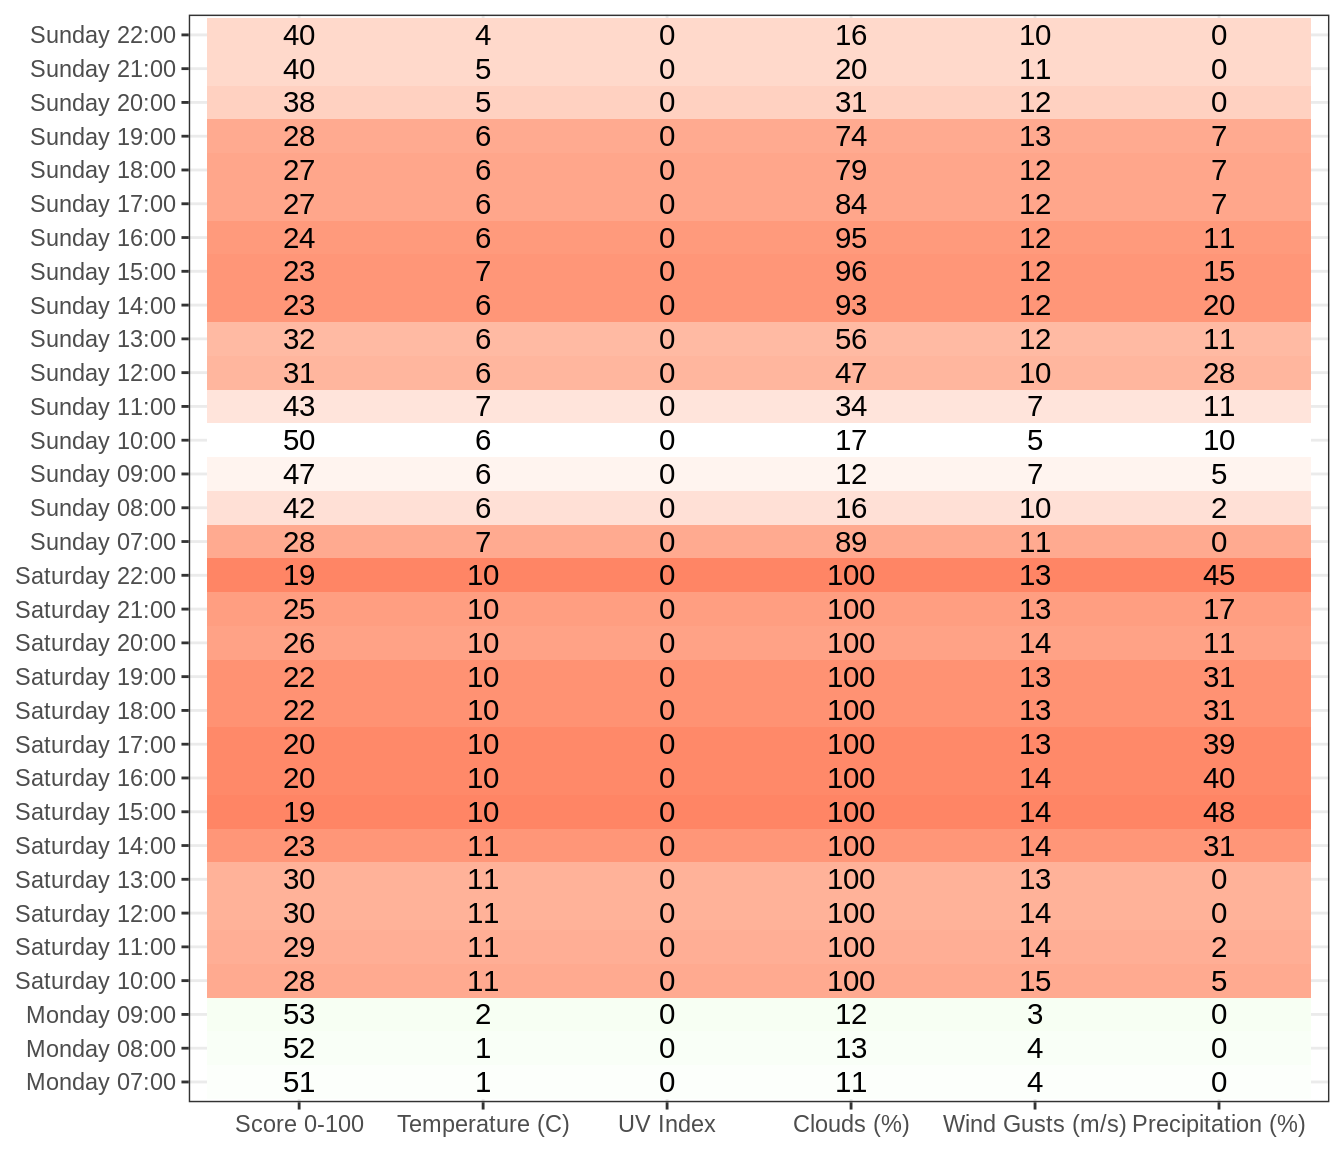 Sunday 22:00 40 4 0 16 10 0
Sunday 21:00 40 5 0 20 11 0
Sunday 20:00 38 5 0 31 12 0
Sunday 19:00 28 6 0 74 13 7
Sunday 18:00 27 6 0 79 12 7
Sunday 17:00 27 6 0 84 12 7
Sunday 16:00 24 6 0 95 12 11
Sunday 15:00 23 7 0 96 12 15
Sunday 14:00 23 6 0 93 12 20
Sunday 13:00 32 6 0 56 12 11
Sunday 12:00 31 6 0 47 10 28
Sunday 11:00 43 7 0 34 7 11
Sunday 10:00 50 6 0 17 5 10
Sunday 09:00 47 6 0 12 7 5
Sunday 08:00 42 6 0 16 10 2
Sunday 07:00 28 7 0 89 11 0
Saturday 22:00 19 10 0 100 13 45
Saturday 21:00 25 10 0 100 13 17
Saturday 20:00 26 10 0 100 14 11
Saturday 19:00 22 10 0 100 13 31
Saturday 18:00 22 10 0 100 13 31
Saturday 17:00 20 10 0 100 13 39
Saturday 16:00 20 10 0 100 14 40
Saturday 15:00 19 10 0 100 14 48
Saturday 14:00 23 11 0 100 14 31
Saturday 13:00 30 11 0 100 13 0
Saturday 12:00 30 11 0 100 14 0
Saturday 11:00 29 11 0 100 14 2
Saturday 10:00 28 11 0 100 15 5
Monday 09:00 53 2 0 12 3 0
Monday 08:00 52 1 0 13 4 0
Monday 07:00 51 1 0 11 4 0
Score 0-100 Temperature (C) UV Index Clouds (%) Wind Gusts (m/s) Precipitation (%)